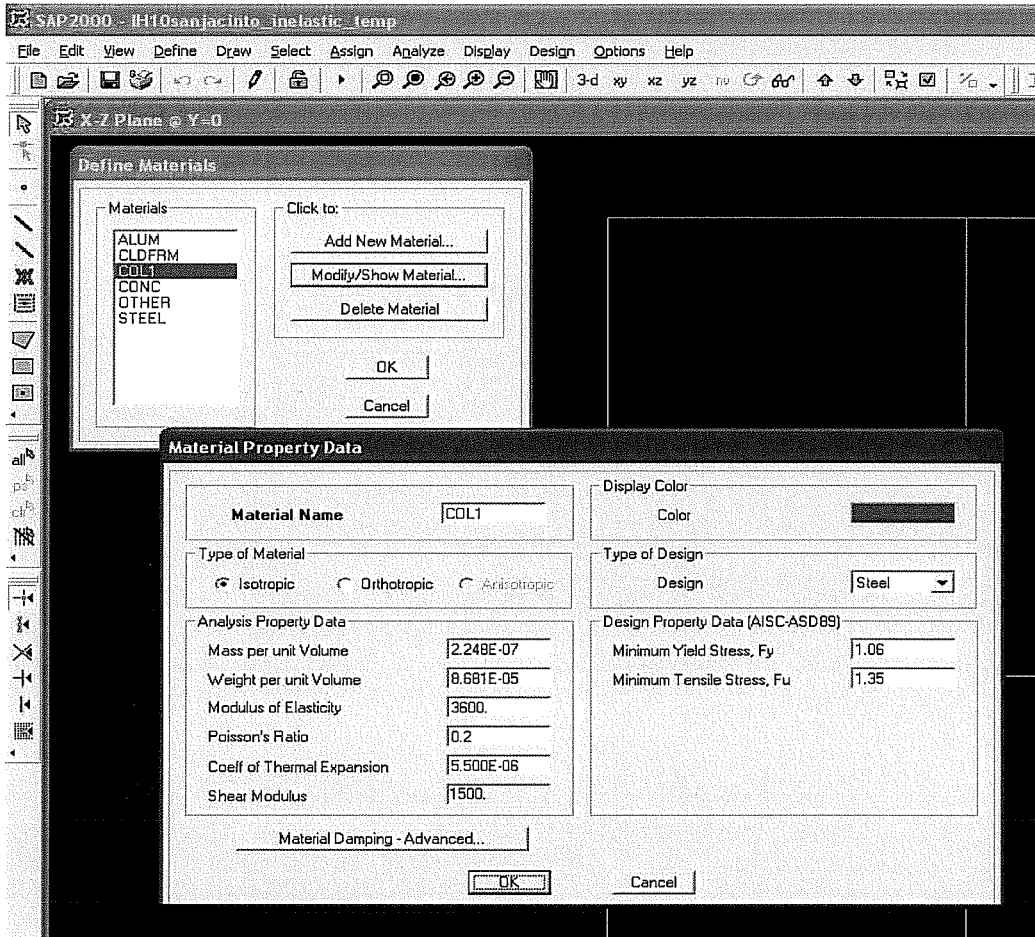 SAP2000 - IH10sanjacinto_inelastic_temp
File Edit View Define Draw Select Assign Analyze Display Design Options Help
3-d xy xz yz nv
X-Z Plane @ Y=0
Define Materials
Materials
ALUM
CLDFRM
COL1
CONC
OTHER
STEEL
Click to:
Add New Material...
Modify/Show Material...
Delete Material
OK
Cancel
all
ps
clr
Material Property Data
Material Name COL1
Display Color
Color
Type of Material
Isotropic Orthotropic Anisotropic
Type of Design
Design Steel
Analysis Property Data
Mass per unit Volume 2.248E-07
Weight per unit Volume 8.681E-05
Modulus of Elasticity 3600.
Poisson's Ratio 0.2
Coeff of Thermal Expansion 5.500E-06
Shear Modulus 1500.
Design Property Data (AISC-ASD89)
Minimum Yield Stress, Fy 1.06
Minimum Tensile Stress, Fu 1.35
Material Damping - Advanced...
OK Cancel